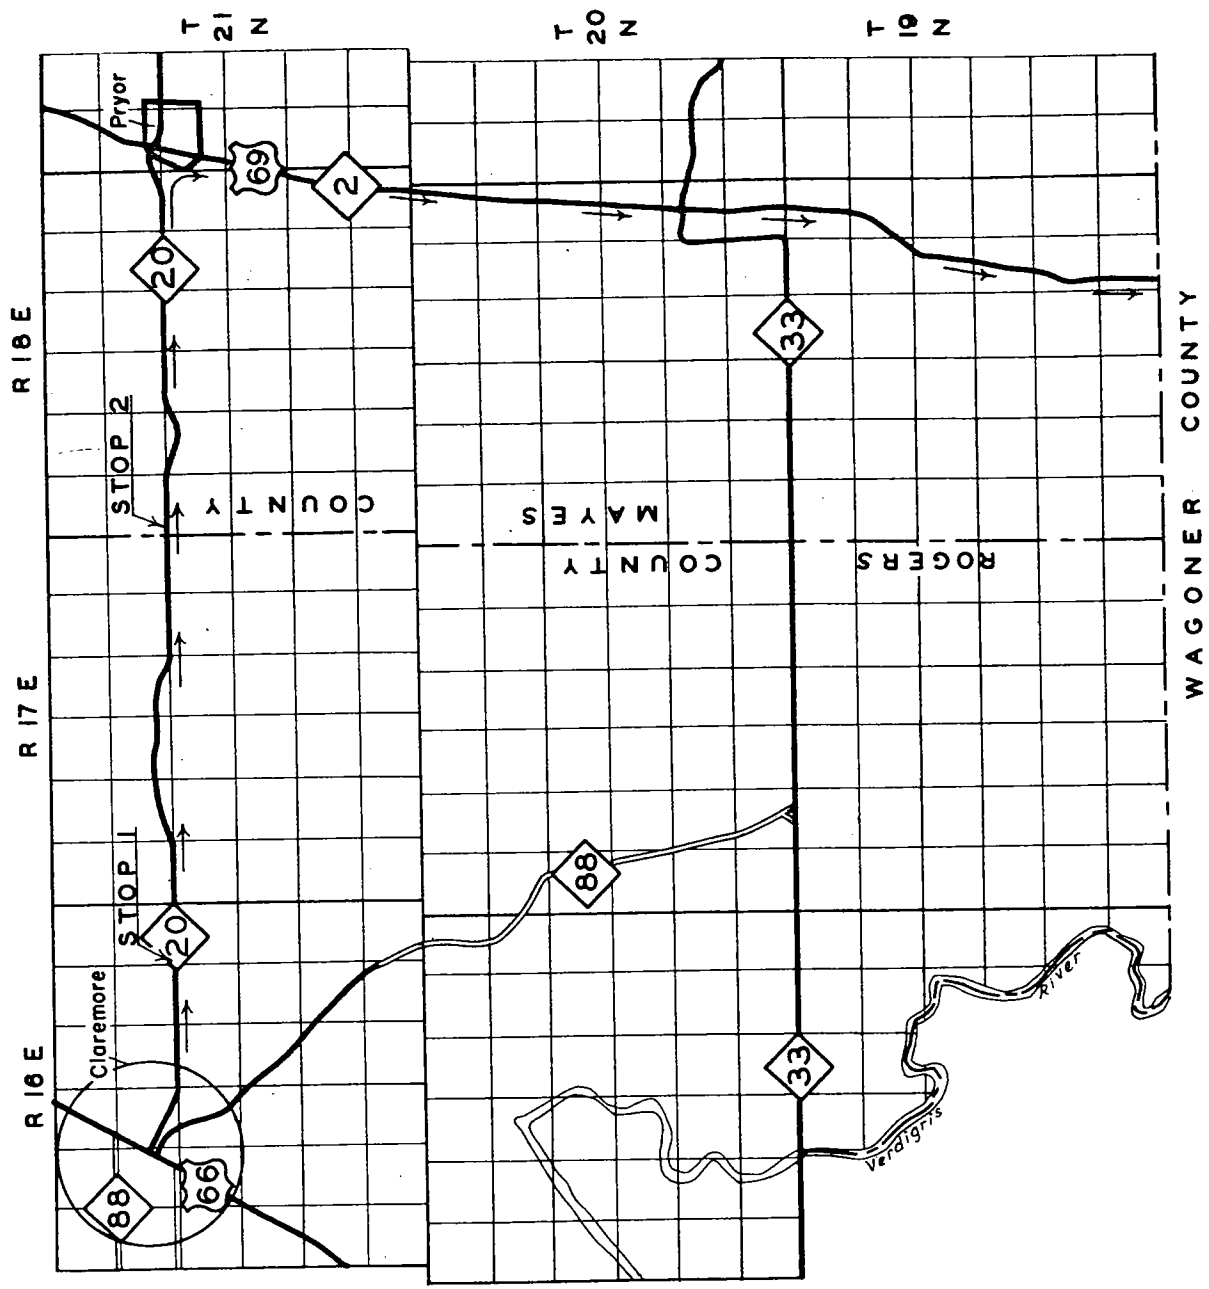 R 16 E
R 17 E
R 18 E
T
21
N
T
20
N
T
19
N
Claremore
88
66
20
STOP 1
STOP 2
20
Pryor
69
2
COUNTY
MAYES
COUNTY
ROGERS
88
33
33
Verdigris
River
WAGONER COUNTY